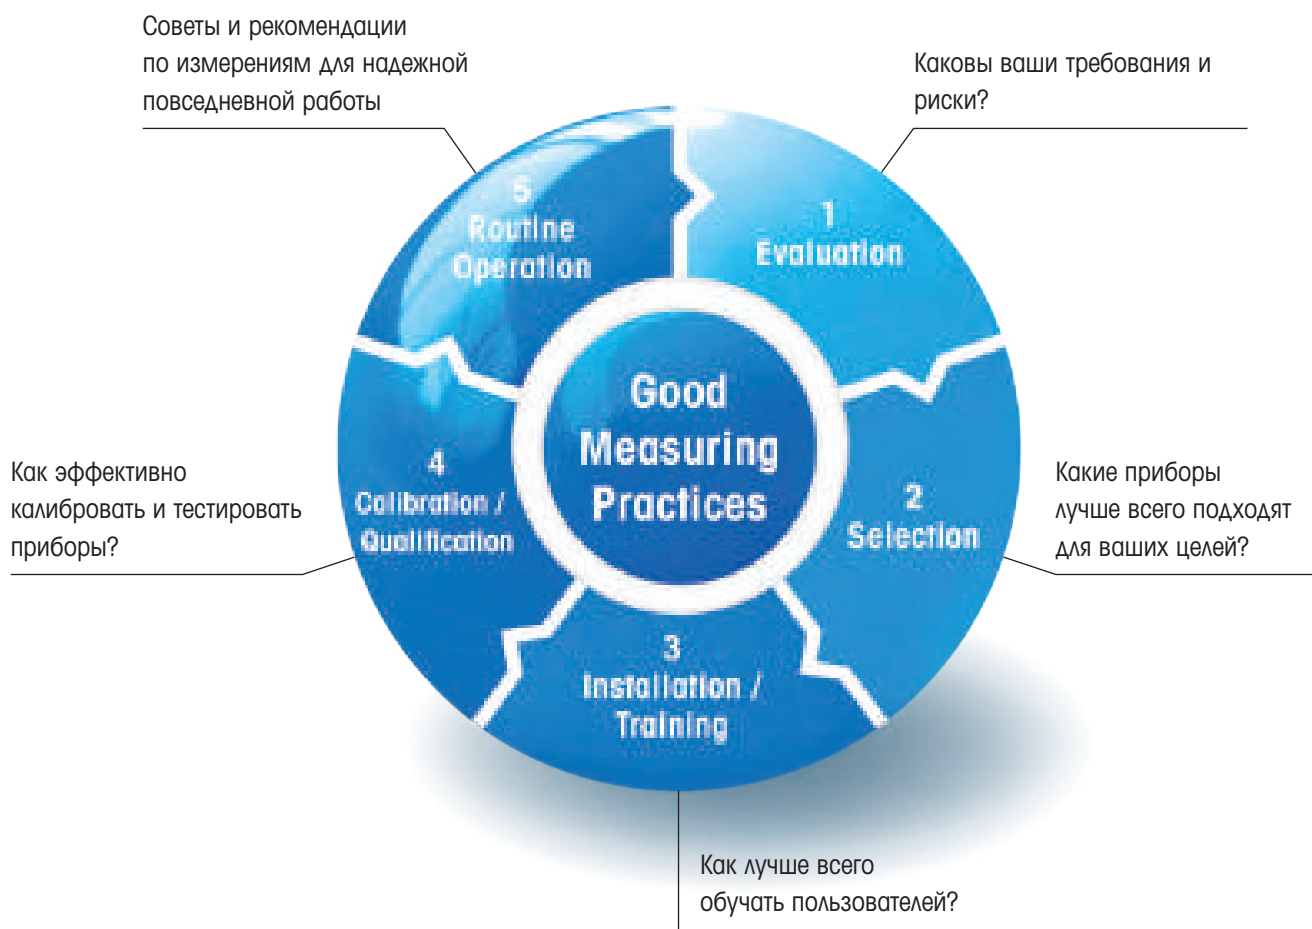 Советы и рекомендации
по измерениям для надежной
повседневной работы
Каковы ваши требования и
риски?
5
Routine
Operation
1
Evaluation
Good
Measuring
Practices
Как эффективно
калибровать и тестировать
приборы?
4
Calibration /
Qualification
2
Selection
Какие приборы
лучше всего подходят
для ваших целей?
3
Installation /
Training
Как лучше всего
обучать пользователей?